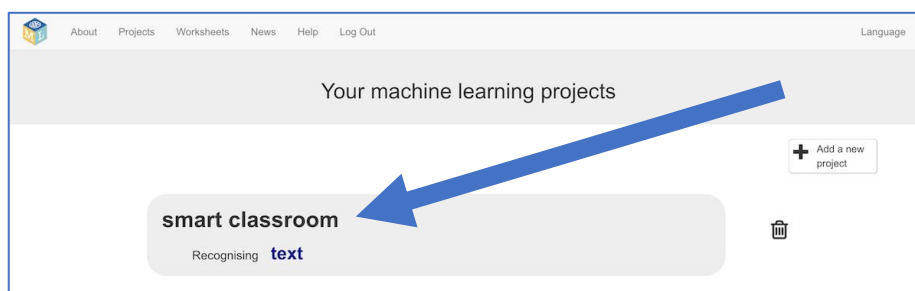 About Projects Worksheets News Help Log Out Language
Your machine learning projects
Add a new
project
smart classroom
Recognising text